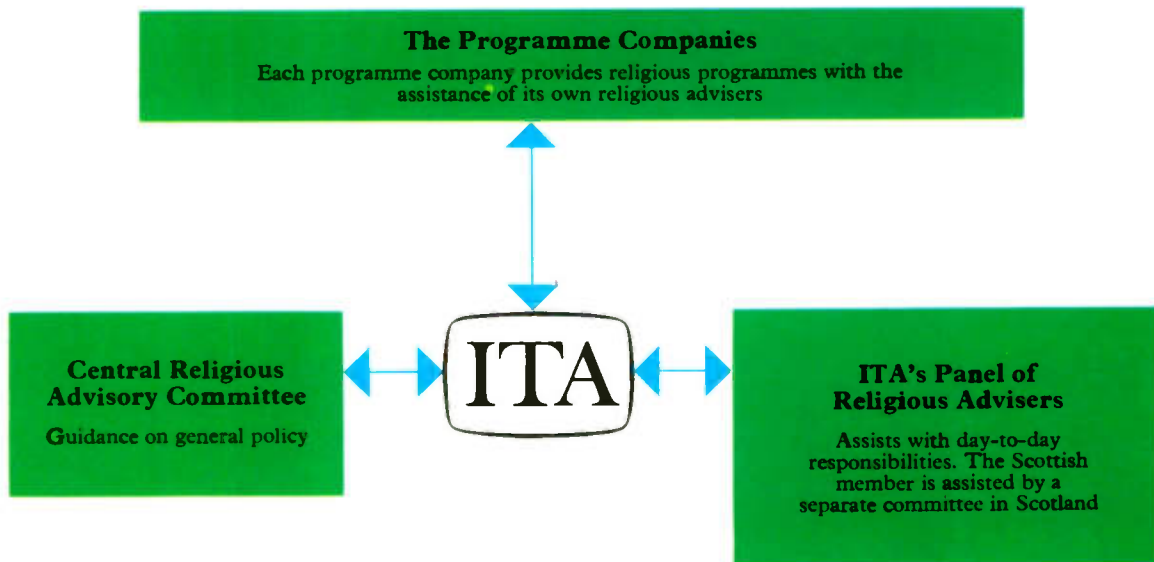 The Programme Companies
Each programme company provides religious programmes with the
assistance of its own religious advisers
ITA
Central Religious
Advisory Committee
Guidance on general policy
ITA's Panel of
Religious Advisers
Assists with day-to-day
responsibilities. The Scottish
member is assisted by a
separate committee in Scotland